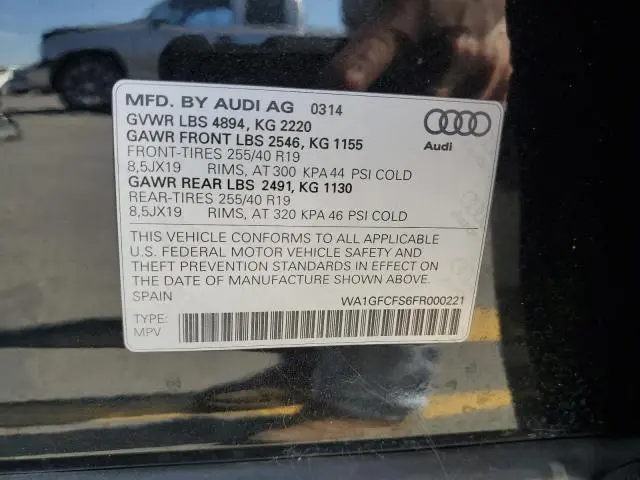 MFD. BY AUDI AG 0314
GVWR LBS 4894, KG 2220
GAWR FRONT LBS 2546, KG 1155
FRONT-TIRES 255/40 R19
8,5JX19 RIMS, AT 300 KPA 44 PSI COLD
GAWR REAR LBS 2491, KG 1130
REAR-TIRES 255/40 R19
8,5JX19 RIMS, AT 320 KPA 46 PSI COLD
Audi
THIS VEHICLE CONFORMS TO ALL APPLICABLE
U.S. FEDERAL MOTOR VEHICLE SAFETY AND
THEFT PREVENTION STANDARDS IN EFFECT ON
THE DATE OF MANUFACTURE SHOWN ABOVE.
SPAIN WA1GFCFS6FR000221
TYPE:
MPV